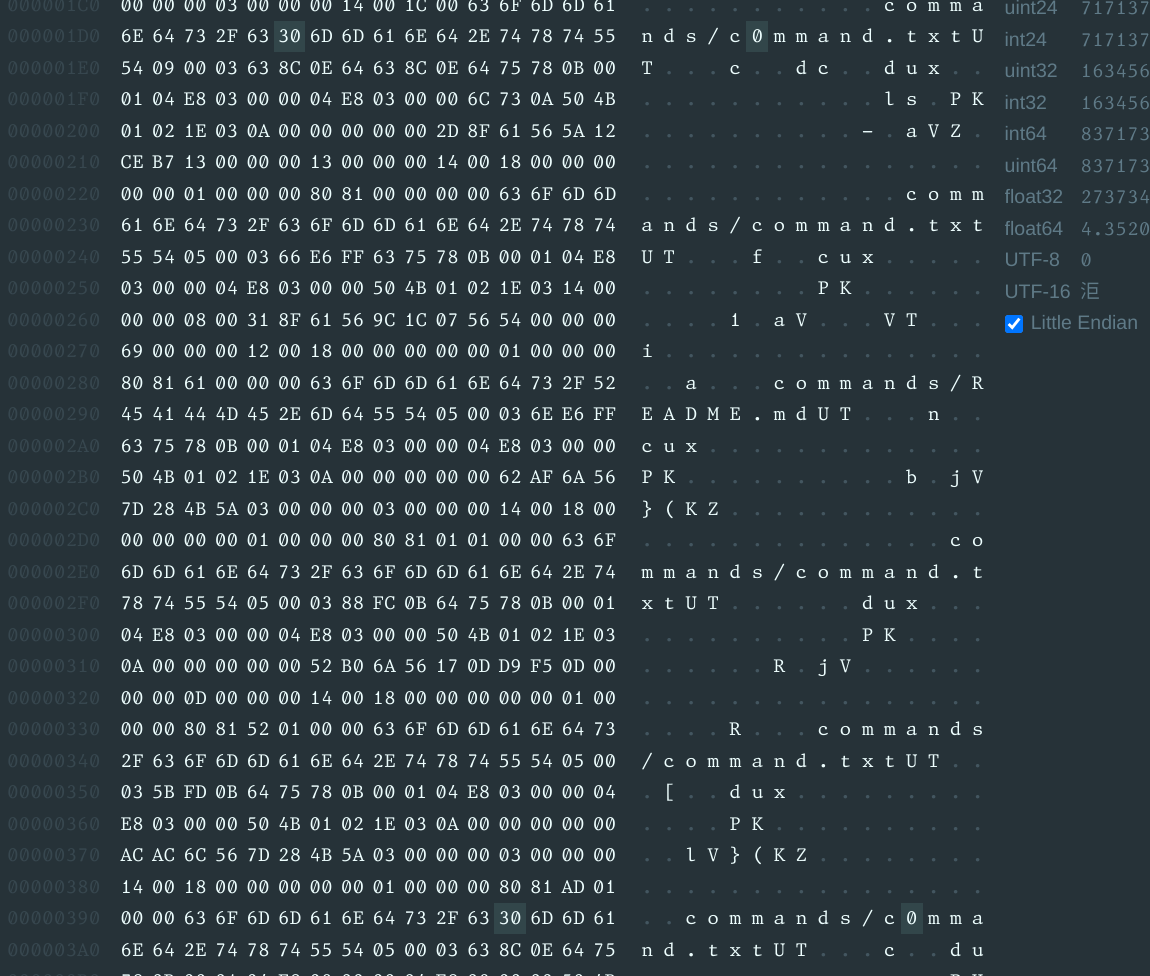 000001C0 00 00 00 03 00 00 00 14 00 1C 00 63 6F 6D 6D 61 . . . . . . . . . . . c o m m a uint24 717137
000001D0 6E 64 73 2F 63 30 6D 6D 61 6E 64 2E 74 78 74 55 n d s / c 0 m m a n d . t x t U int24 717137
000001E0 54 09 00 03 63 8C 0E 64 63 8C 0E 64 75 78 0B 00 T . . . c . . d c . . d u x . . uint32 163456
000001F0 01 04 E8 03 00 00 04 E8 03 00 00 6C 73 0A 50 4B . . . . . . . . . . . l s . P K int32 163456
00000200 01 02 1E 03 0A 00 00 00 00 00 2D 8F 61 56 5A 12 . . . . . . . . . . - . a V Z . int64 837173
00000210 CE B7 13 00 00 00 13 00 00 00 14 00 18 00 00 00 . . . . . . . . . . . . . . . . uint64 837173
00000220 00 00 01 00 00 00 80 81 00 00 00 00 63 6F 6D 6D . . . . . . . . . . . . c o m m float32 273734
00000230 61 6E 64 73 2F 63 6F 6D 6D 61 6E 64 2E 74 78 74 a n d s / c o m m a n d . t x t float64 4.3520
00000240 55 54 05 00 03 66 E6 FF 63 75 78 0B 00 01 04 E8 U T . . . f . . c u x . . . . . UTF-8 0
00000250 03 00 00 04 E8 03 00 00 50 4B 01 02 1E 03 14 00 . . . . . . . . P K . . . . . . UTF-16 洰
00000260 00 00 08 00 31 8F 61 56 9C 1C 07 56 54 00 00 00 . . . . 1 . a V . . . V T . . . Little Endian
00000270 69 00 00 00 12 00 18 00 00 00 00 00 01 00 00 00 i . . . . . . . . . . . . . . .
00000280 80 81 61 00 00 00 63 6F 6D 6D 61 6E 64 73 2F 52 . . a . . . c o m m a n d s / R
00000290 45 41 44 4D 45 2E 6D 64 55 54 05 00 03 6E E6 FF E A D M E . m d U T . . . n . .
000002A0 63 75 78 0B 00 01 04 E8 03 00 00 04 E8 03 00 00 c u x . . . . . . . . . . . . .
000002B0 50 4B 01 02 1E 03 0A 00 00 00 00 00 62 AF 6A 56 P K . . . . . . . . . . b . j V
000002C0 7D 28 4B 5A 03 00 00 00 03 00 00 00 14 00 18 00 } ( K Z . . . . . . . . . . . .
000002D0 00 00 00 00 01 00 00 00 80 81 01 01 00 00 63 6F . . . . . . . . . . . . . . c o
000002E0 6D 6D 61 6E 64 73 2F 63 6F 6D 6D 61 6E 64 2E 74 m m a n d s / c o m m a n d . t
000002F0 78 74 55 54 05 00 03 88 FC 0B 64 75 78 0B 00 01 x t U T . . . . . . d u x . . .
00000300 04 E8 03 00 00 04 E8 03 00 00 50 4B 01 02 1E 03 . . . . . . . . . . P K . . . .
00000310 0A 00 00 00 00 00 52 B0 6A 56 17 0D D9 F5 0D 00 . . . . . . R . j V . . . . . .
00000320 00 00 0D 00 00 00 14 00 18 00 00 00 00 00 01 00 . . . . . . . . . . . . . . . .
00000330 00 00 80 81 52 01 00 00 63 6F 6D 6D 61 6E 64 73 . . . . R . . . c o m m a n d s
00000340 2F 63 6F 6D 6D 61 6E 64 2E 74 78 74 55 54 05 00 / c o m m a n d . t x t U T . .
00000350 03 5B FD 0B 64 75 78 0B 00 01 04 E8 03 00 00 04 . [ . . d u x . . . . . . . . .
00000360 E8 03 00 00 50 4B 01 02 1E 03 0A 00 00 00 00 00 . . . . P K . . . . . . . . . .
00000370 AC AC 6C 56 7D 28 4B 5A 03 00 00 00 03 00 00 00 . . l V } ( K Z . . . . . . . .
00000380 14 00 18 00 00 00 00 00 01 00 00 00 80 81 AD 01 . . . . . . . . . . . . . . . .
00000390 00 00 63 6F 6D 6D 61 6E 64 73 2F 63 30 6D 6D 61 . . c o m m a n d s / c 0 m m a
000003A0 6E 64 2E 74 78 74 55 54 05 00 03 63 8C 0E 64 75 n d . t x t U T . . . c . . d u